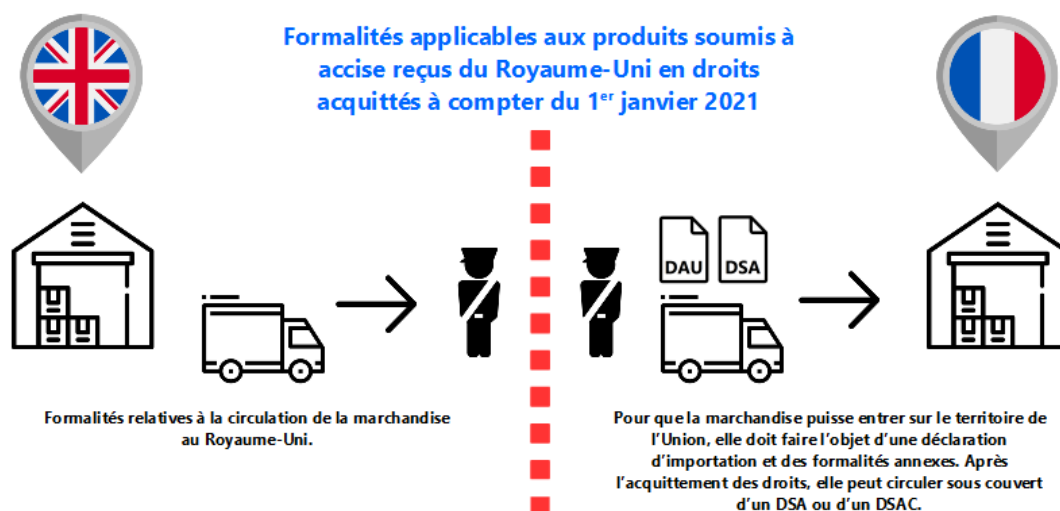 Formalités applicables aux produits soumis à
accise reçus du Royaume-Uni en droits
acquittés à compter du 1er janvier 2021
DAU
DSA
Formalités relatives à la circulation de la marchandise
au Royaume-Uni.
Pour que la marchandise puisse entrer sur le territoire de
l'Union, elle doit faire l'objet d'une déclaration
d'importation et des formalités annexes. Après
l'acquittement des droits, elle peut circuler sous couvert
d'un DSA ou d'un DSAC.